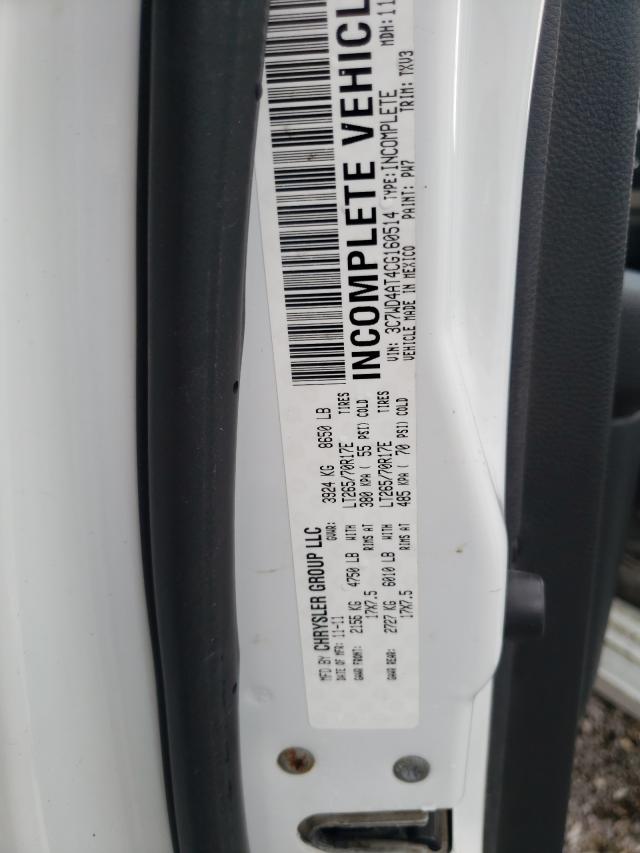 MFD BY CHRYSLER GROUP LLC
DATE OF MFR: 11-11 GVWR: 3924 KG 8650 LB
GAWR FRONT: 2156 KG 4750 LB WITH LT265/70R17E TIRES
17X7.5 RIMS AT 380 KPA ( 55 PSI) COLD
GAWR REAR: 2727 KG 6010 LB WITH LT265/70R17E TIRES
17X7.5 RIMS AT 485 KPA ( 70 PSI) COLD
INCOMPLETE VEHICL
VIN: 3C7WD4AT4CG160514 TYPE: INCOMPLETE MDH: 11
VEHICLE MADE IN MEXICO PAINT: PW7 TRIM: TXV3